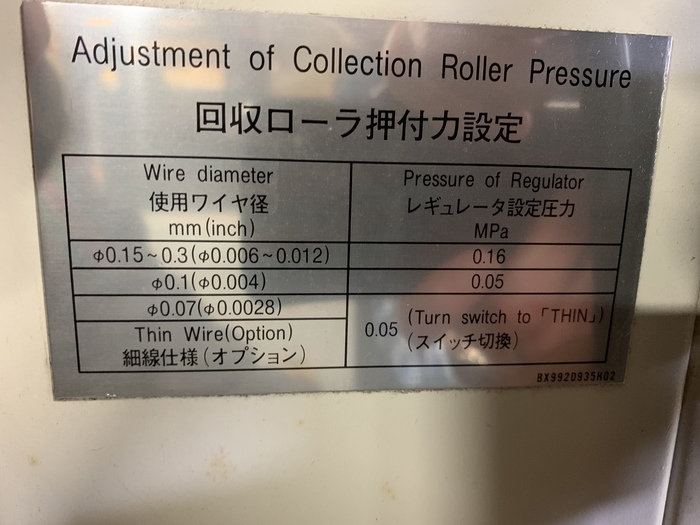 Adjustment of Collection Roller Pressure
回収ローラ押付力設定
Wire diameter
使用ワイヤ径
mm(inch)
Pressure of Regulator
レギュレータ設定圧力
MPa
φ0.15~0.3(φ0.006~0.012)
0.16
φ0.1(φ0.004)
0.05
φ0.07(φ0.0028)
Thin Wire(Option)
細線仕様(オプション)
0.05 (Turn switch to「THIN」)
(スイッチ切換)
BX992D935H02